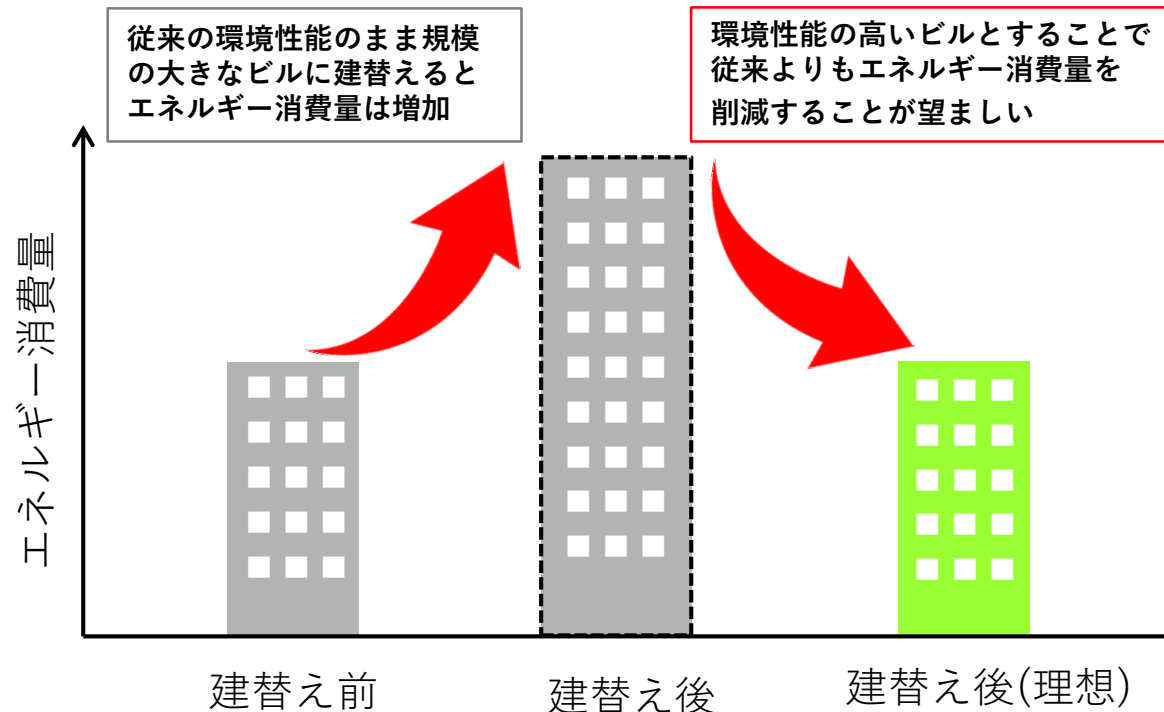 従来の環境性能のまま規模
の大きなビルに建替えると
エネルギー消費量は増加
環境性能の高いビルとすることで
従来よりもエネルギー消費量を
削減することが望ましい
エネルギー消費量
建替え前
建替え後
建替え後(理想)